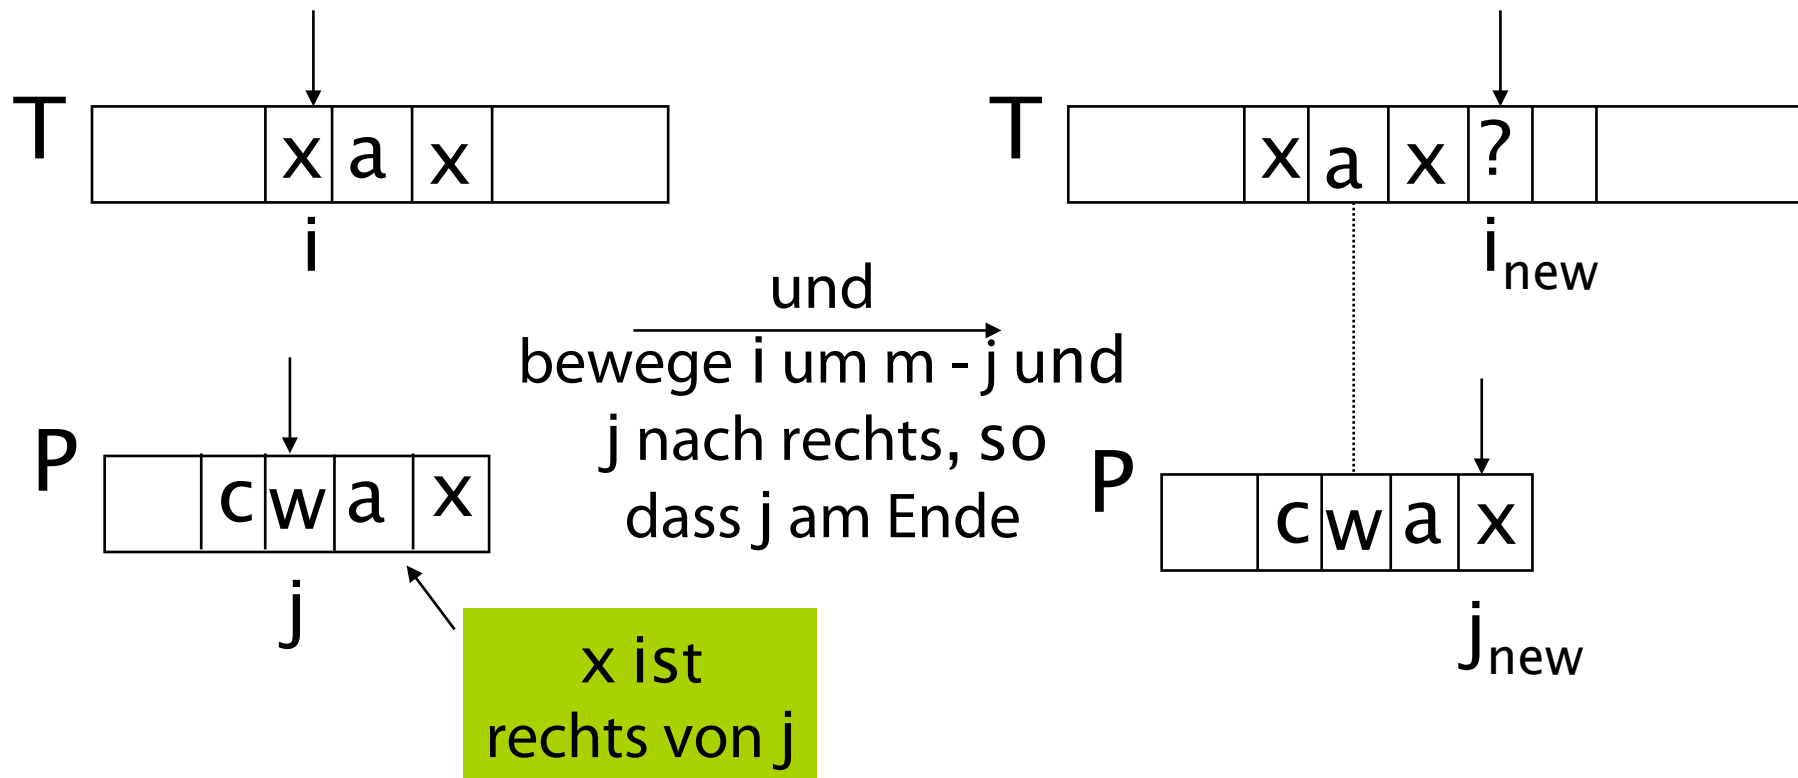 T
x a x
i
P
c w a x
j
x ist
rechts von j
und
bewege i um m - j und
j nach rechts, so
dass j am Ende
T
x a x ?
i new
P
c w a x
j new